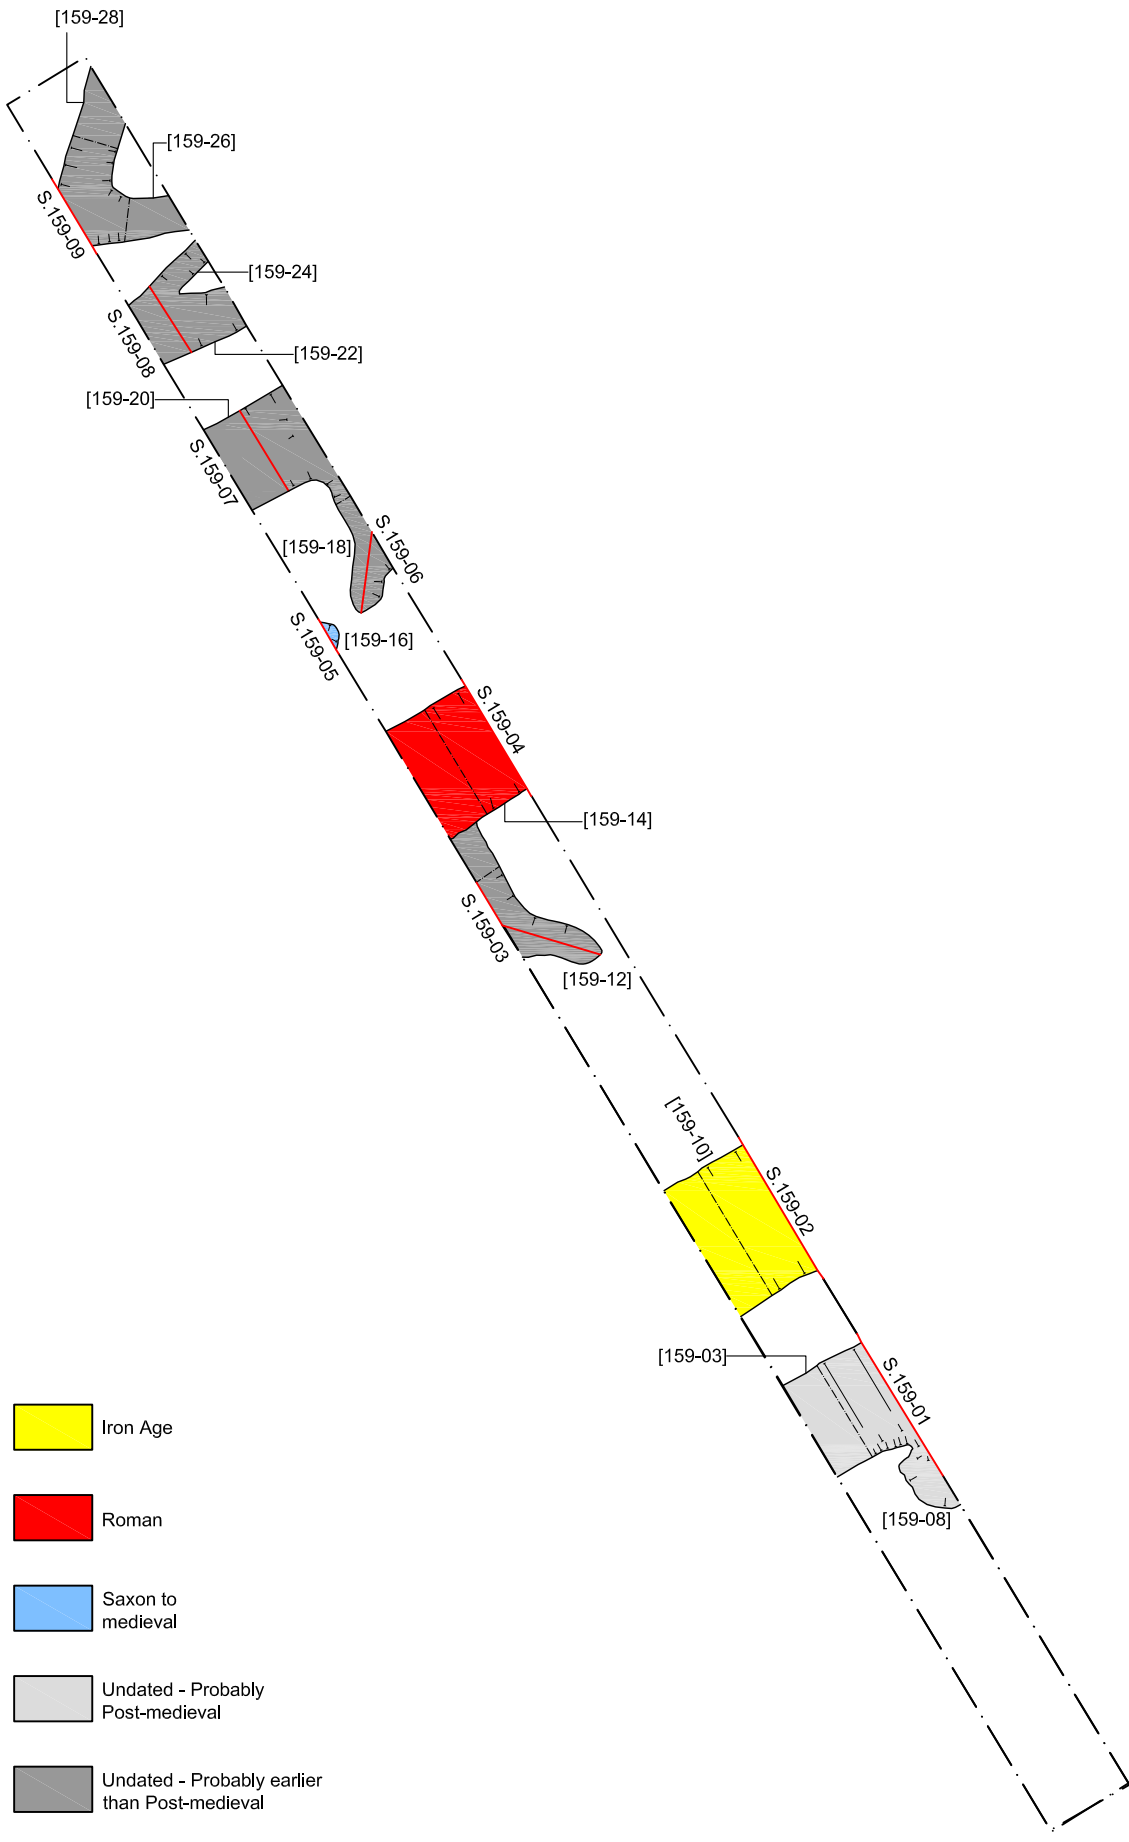 [159-28]
[159-26]
S.159-09
[159-24]
S.159-08
[159-22]
[159-20]
S.159-07
S.159-06
[159-18]
S.159-05
[159-16]
S.159-04
[159-14]
S.159-03
[159-12]
[159-10]
S.159-02
[159-03]
S.159-01
[159-08]
Iron Age
Roman
Saxon to
medieval
Undated - Probably
Post-medieval
Undated - Probably earlier
than Post-medieval